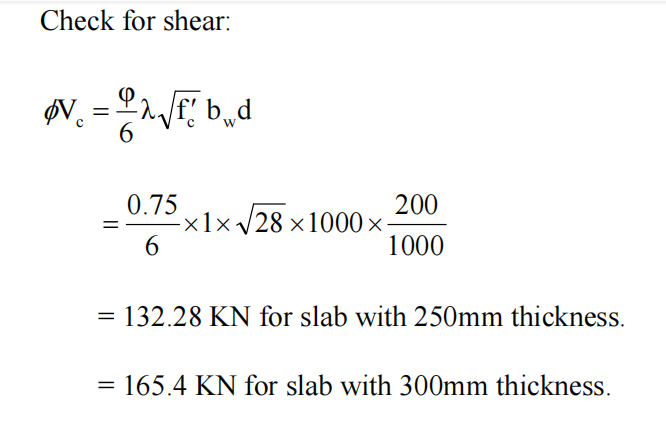 Check for shear:
ϕV_c = φ/6 λ√f′_c b_w d
= 0.75/6 ×1×√28 ×1000× 200/1000
= 132.28 KN for slab with 250mm thickness.
= 165.4 KN for slab with 300mm thickness.